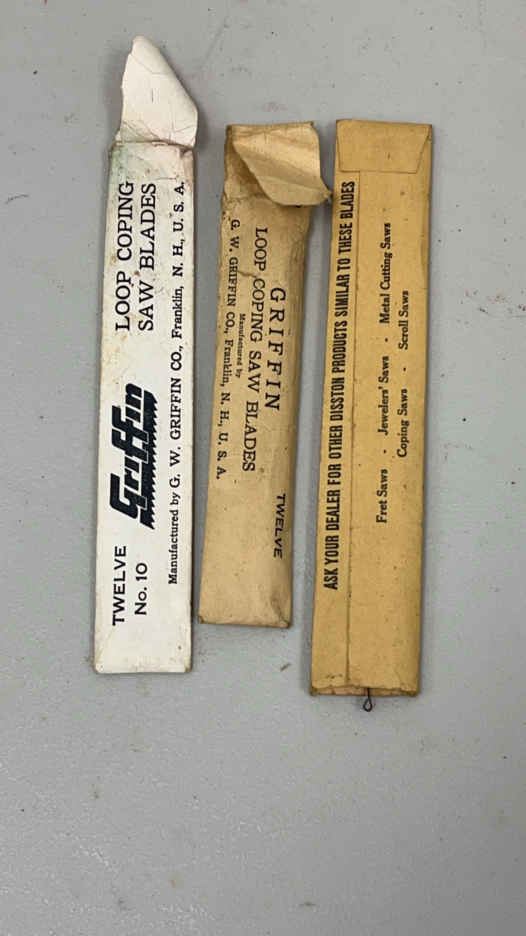 TWELVE
No. 10
Griffin
LOOP COPING
SAW BLADES
Manufactured by G. W. GRIFFIN CO., Franklin, N. H., U. S. A.
GRIFFIN
LOOP COPING SAW BLADES
Manufactured by
G. W. GRIFFIN CO., Franklin, N. H., U. S. A.
TWELVE
ASK YOUR DEALER FOR OTHER DISSTON PRODUCTS SIMILAR TO THESE BLADES
Fret Saws - Jewelers' Saws - Metal Cutting Saws
Coping Saws - Scroll Saws